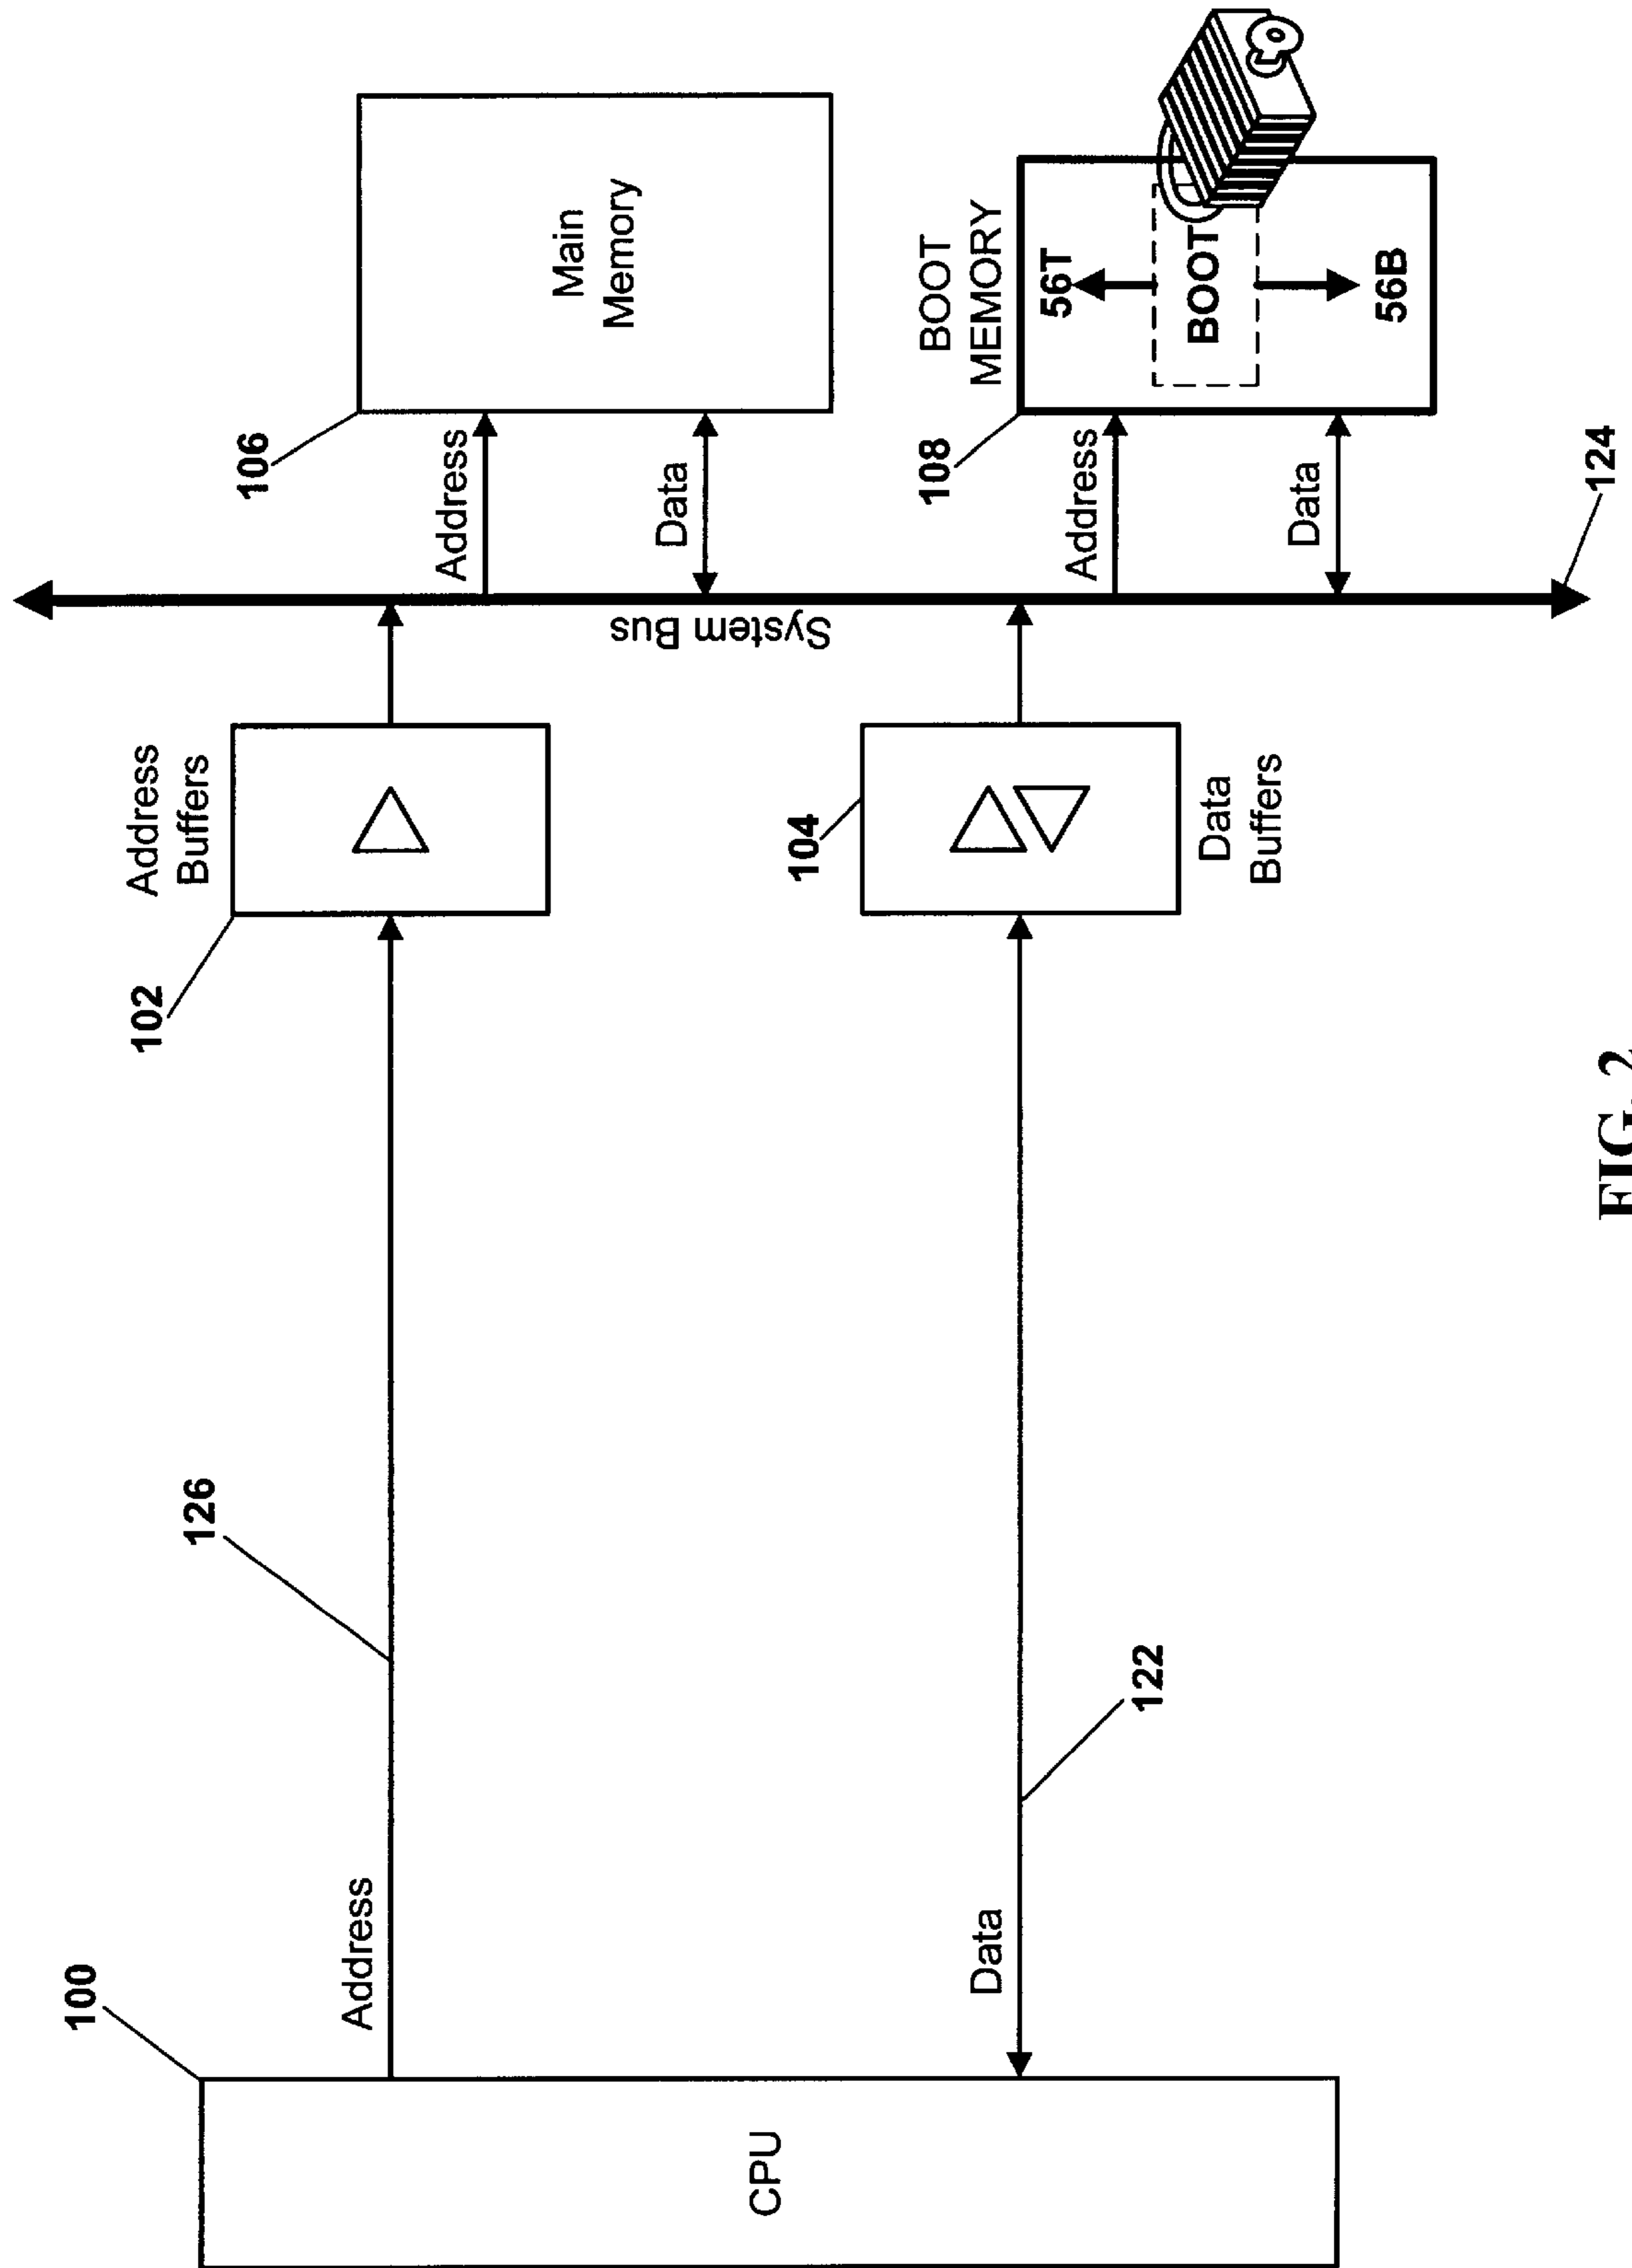 100
CPU
Address
126
Data
122
102
Address
Buffers
104
Data
Buffers
System Bus
106
Address
Data
Main
Memory
108
BOOT
MEMORY
Address
Data
56T
BOOT
56B
124
FIG. 2